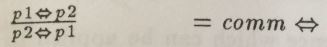 p1⇔p2
p2⇔p1 = comm ⇔